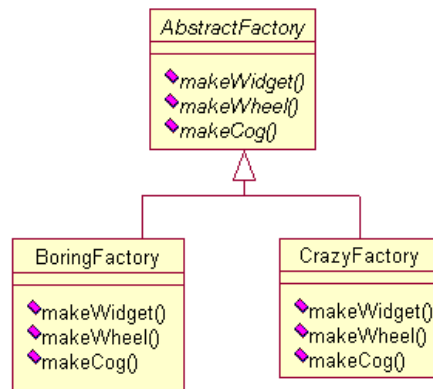 AbstractFactory
makeWidget()
makeWheel()
makeCog()
BoringFactory
makeWidget()
makeWheel()
makeCog()
CrazyFactory
makeWidget()
makeWheel()
makeCog()